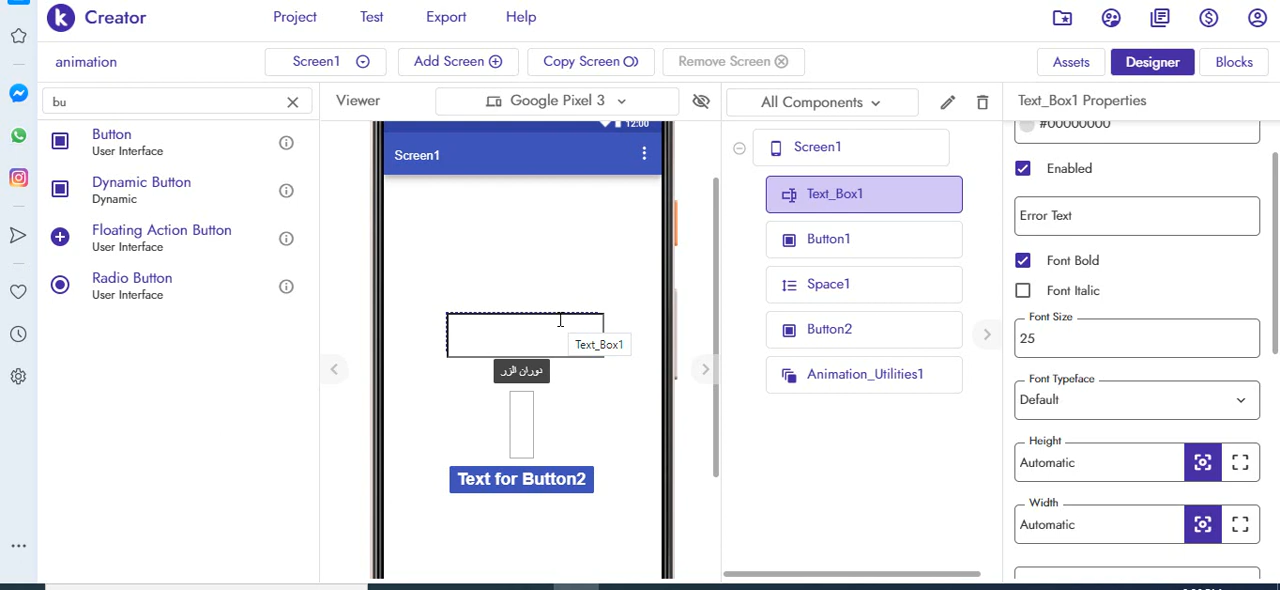 Creator
Project
Test
Export
Help
animation
Screen1
Add Screen
Copy Screen
Remove Screen
Assets
Designer
Blocks
bu
Button
User Interface
Dynamic Button
Dynamic
Floating Action Button
User Interface
Radio Button
User Interface
Viewer
Google Pixel 3
12:00
Screen1
Text_Box1
دوران الزر
Text for Button2
All Components
Screen1
Text_Box1
Button1
Space1
Button2
Animation_Utilities1
Text_Box1 Properties
#00000000
Enabled
Error Text
Font Bold
Font Italic
Font Size
25
Font Typeface
Default
Height
Automatic
Width
Automatic